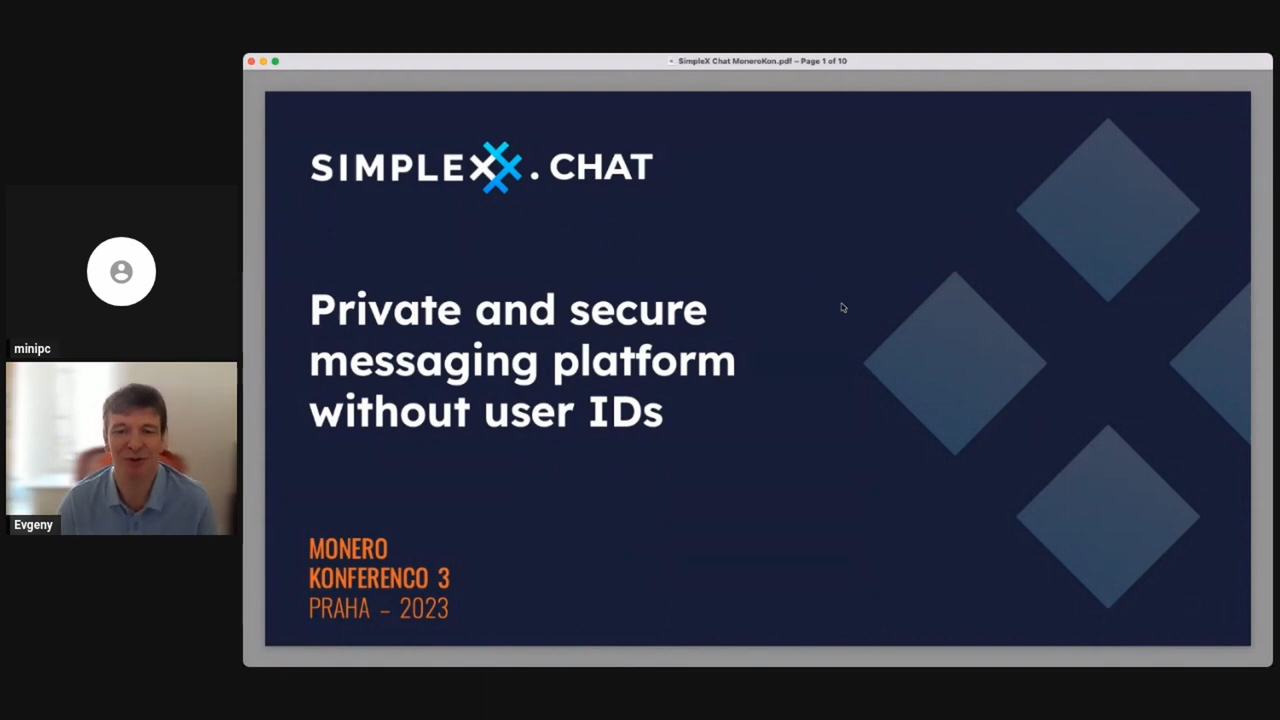 SimpleX Chat MoneroKon.pdf – Page 1 of 10
SIMPLEX . CHAT
Private and secure
messaging platform
without user IDs
MONERO
KONFERENCO 3
PRAHA – 2023
minipc
Evgeny